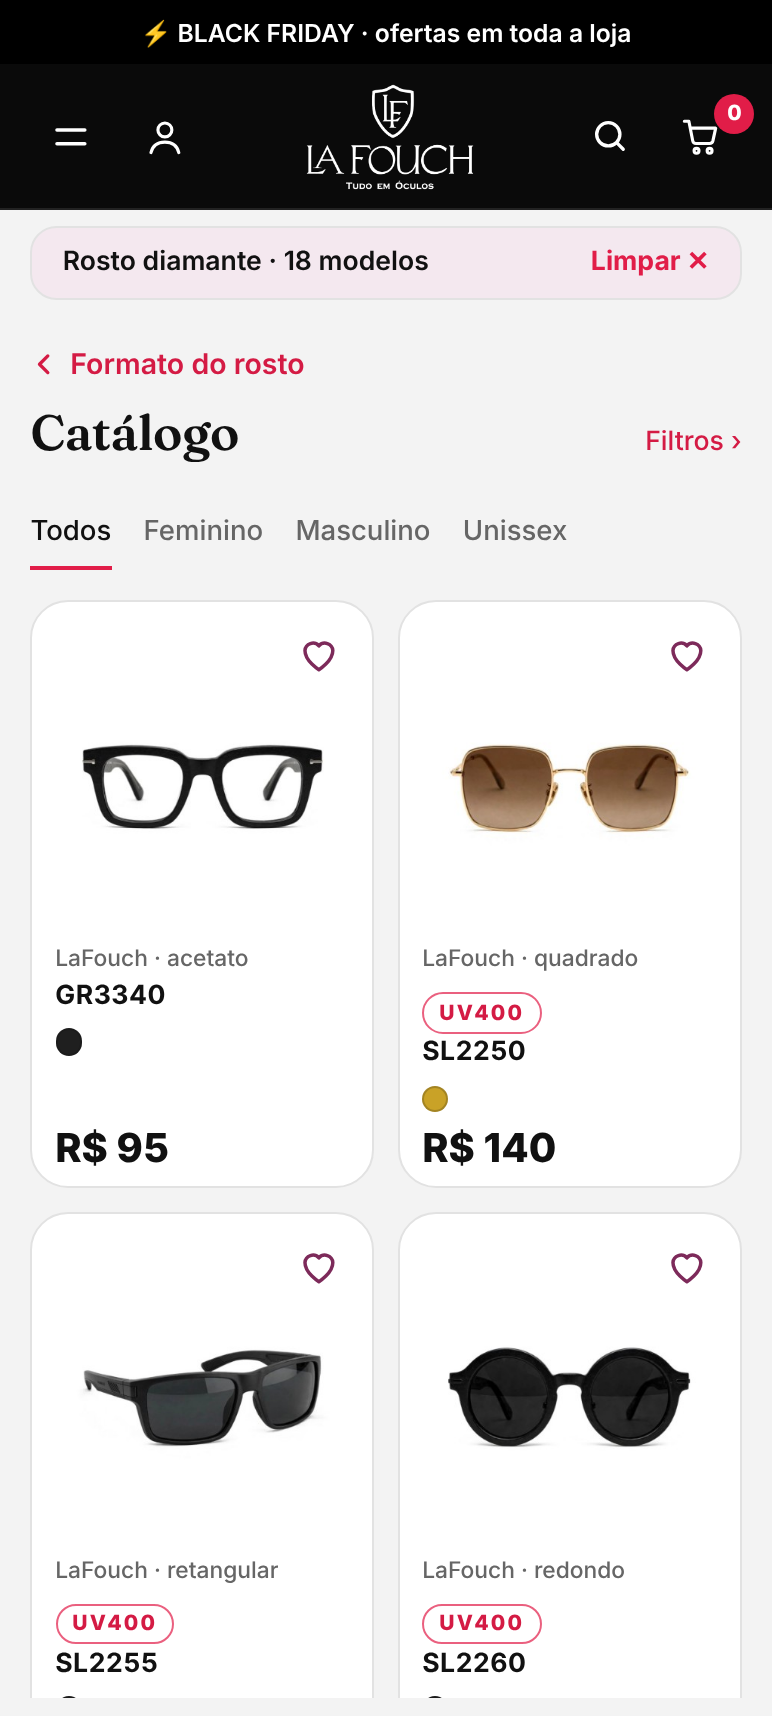 ⚡ BLACK FRIDAY · ofertas em toda a loja
LF
LA FOUCH
Tudo em Óculos
0
Rosto diamante · 18 modelos
Limpar ✕
‹ Formato do rosto
Catálogo
Filtros ›
Todos
Feminino
Masculino
Unissex
LaFouch · acetato
GR3340
R$ 95
LaFouch · quadrado
UV400
SL2250
R$ 140
LaFouch · retangular
UV400
SL2255
LaFouch · redondo
UV400
SL2260